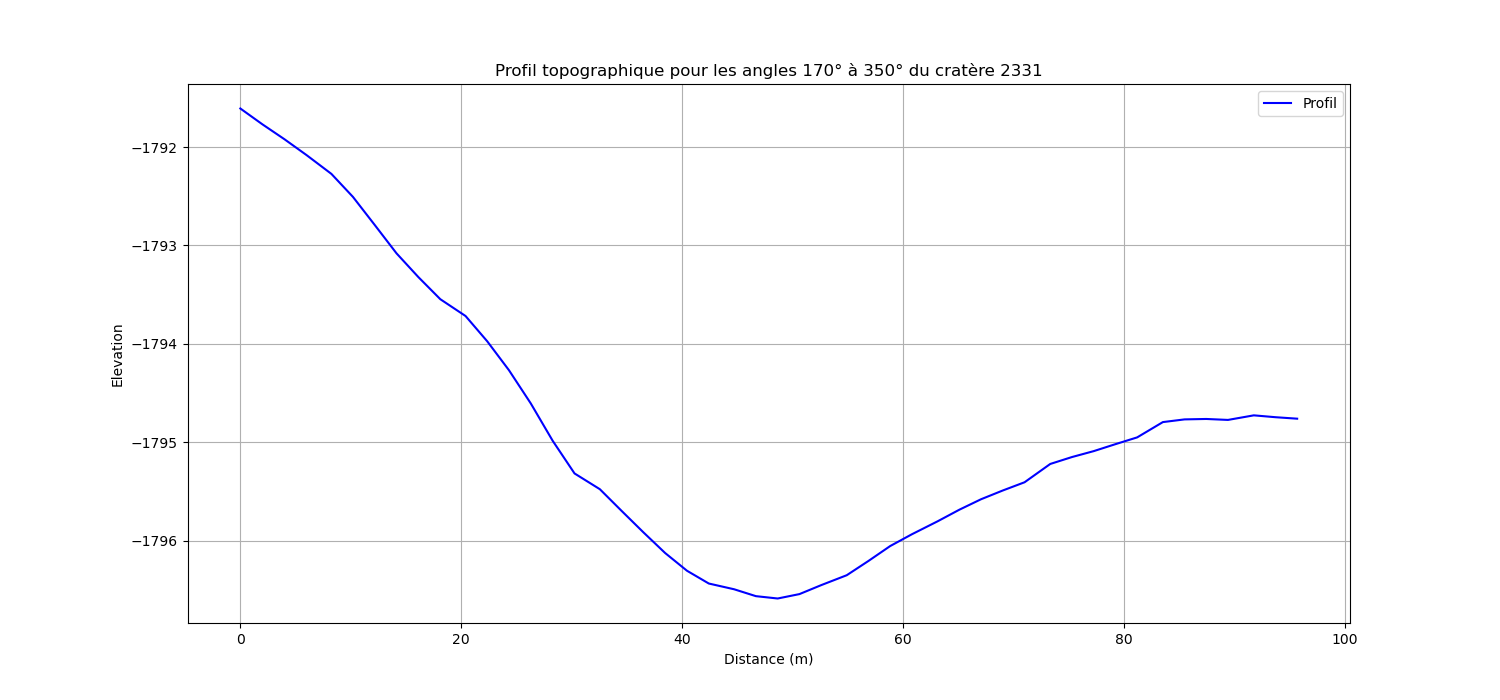 Profil topographique pour les angles 170° à 350° du cratère 2331
Profil
−1792
−1793
−1794
−1795
−1796
Elevation
0
20
40
60
80
100
Distance (m)